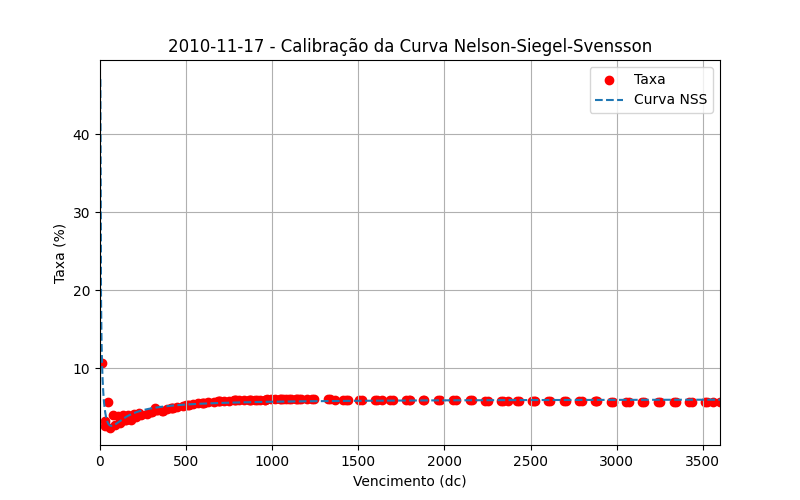 2010-11-17 - Calibração da Curva Nelson-Siegel-Svensson
Taxa
Curva NSS
Taxa (%)
40
30
20
10
0 500 1000 1500 2000 2500 3000 3500
Vencimento (dc)